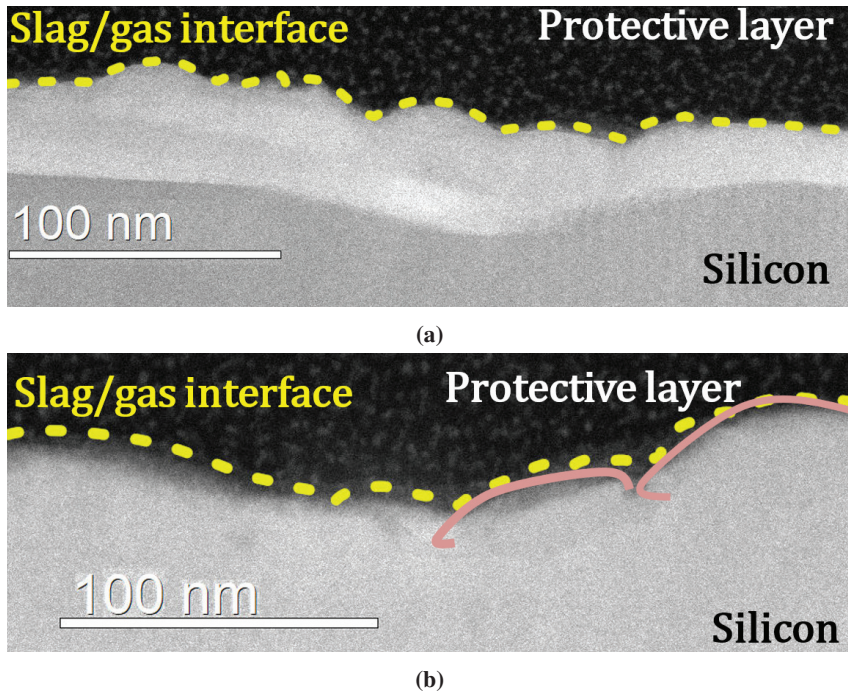 Slag/gas interface
Protective layer
100 nm
Silicon
(a)
Slag/gas interface
Protective layer
100 nm
Silicon
(b)